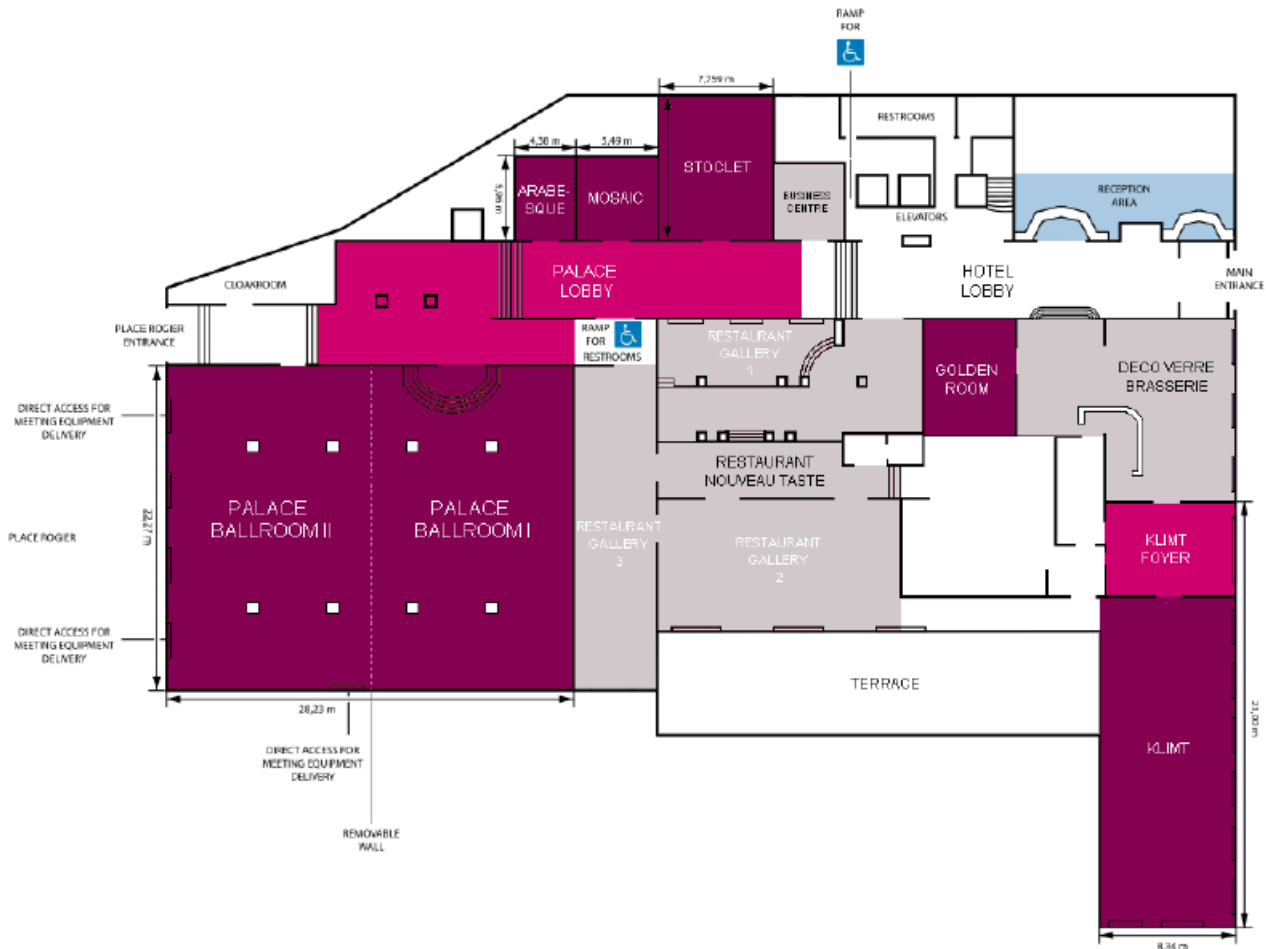 RAMP
FOR
7,759 m
RESTROOMS
4,38 m
5,49 m
STOCLET
5,96 m
ARABE-
SQUE
MOSAIC
BUSINESS
CENTRE
RECEPTION
AREA
ELEVATORS
PALACE
LOBBY
HOTEL
LOBBY
MAIN
ENTRANCE
CLOAKROOM
PLACE ROGIER
ENTRANCE
RAMP
FOR
RESTROOMS
RESTAURANT
GALLERY
1
GOLDEN
ROOM
DECO VERRE
BRASSERIE
DIRECT ACCESS FOR
MEETING EQUIPMENT
DELIVERY
RESTAURANT
NOUVEAU TASTE
PALACE
BALLROOM II
PALACE
BALLROOM I
22,27 m
PLACE ROGIER
RESTAURANT
GALLERY
3
RESTAURANT
GALLERY
2
KLIMT
FOYER
DIRECT ACCESS FOR
MEETING EQUIPMENT
DELIVERY
TERRACE
28,23 m
KLIMT
23,00 m
DIRECT ACCESS FOR
MEETING EQUIPMENT
DELIVERY
REMOVABLE
WALL
8,34 m